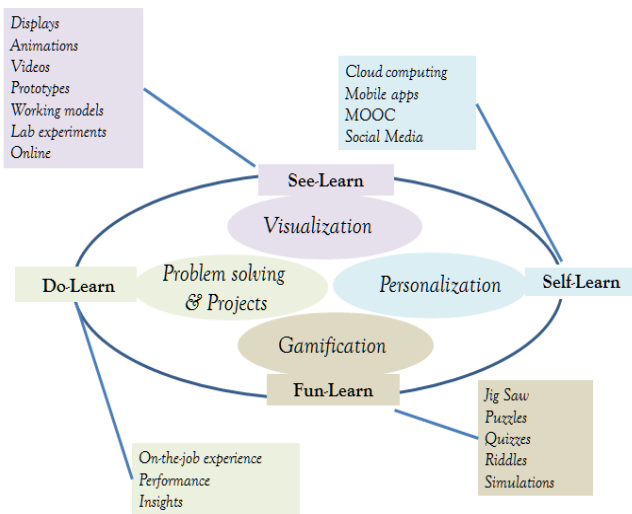 Displays
Animations
Videos
Prototypes
Working models
Lab experiments
Online
Cloud computing
Mobile apps
MOOC
Social Media
See-Learn
Visualization
Do-Learn
Problem solving
& Projects
Personalization
Self-Learn
Gamification
Fun-Learn
Jig Saw
Puzzles
Quizzes
Riddles
Simulations
On-the-job experience
Performance
Insights